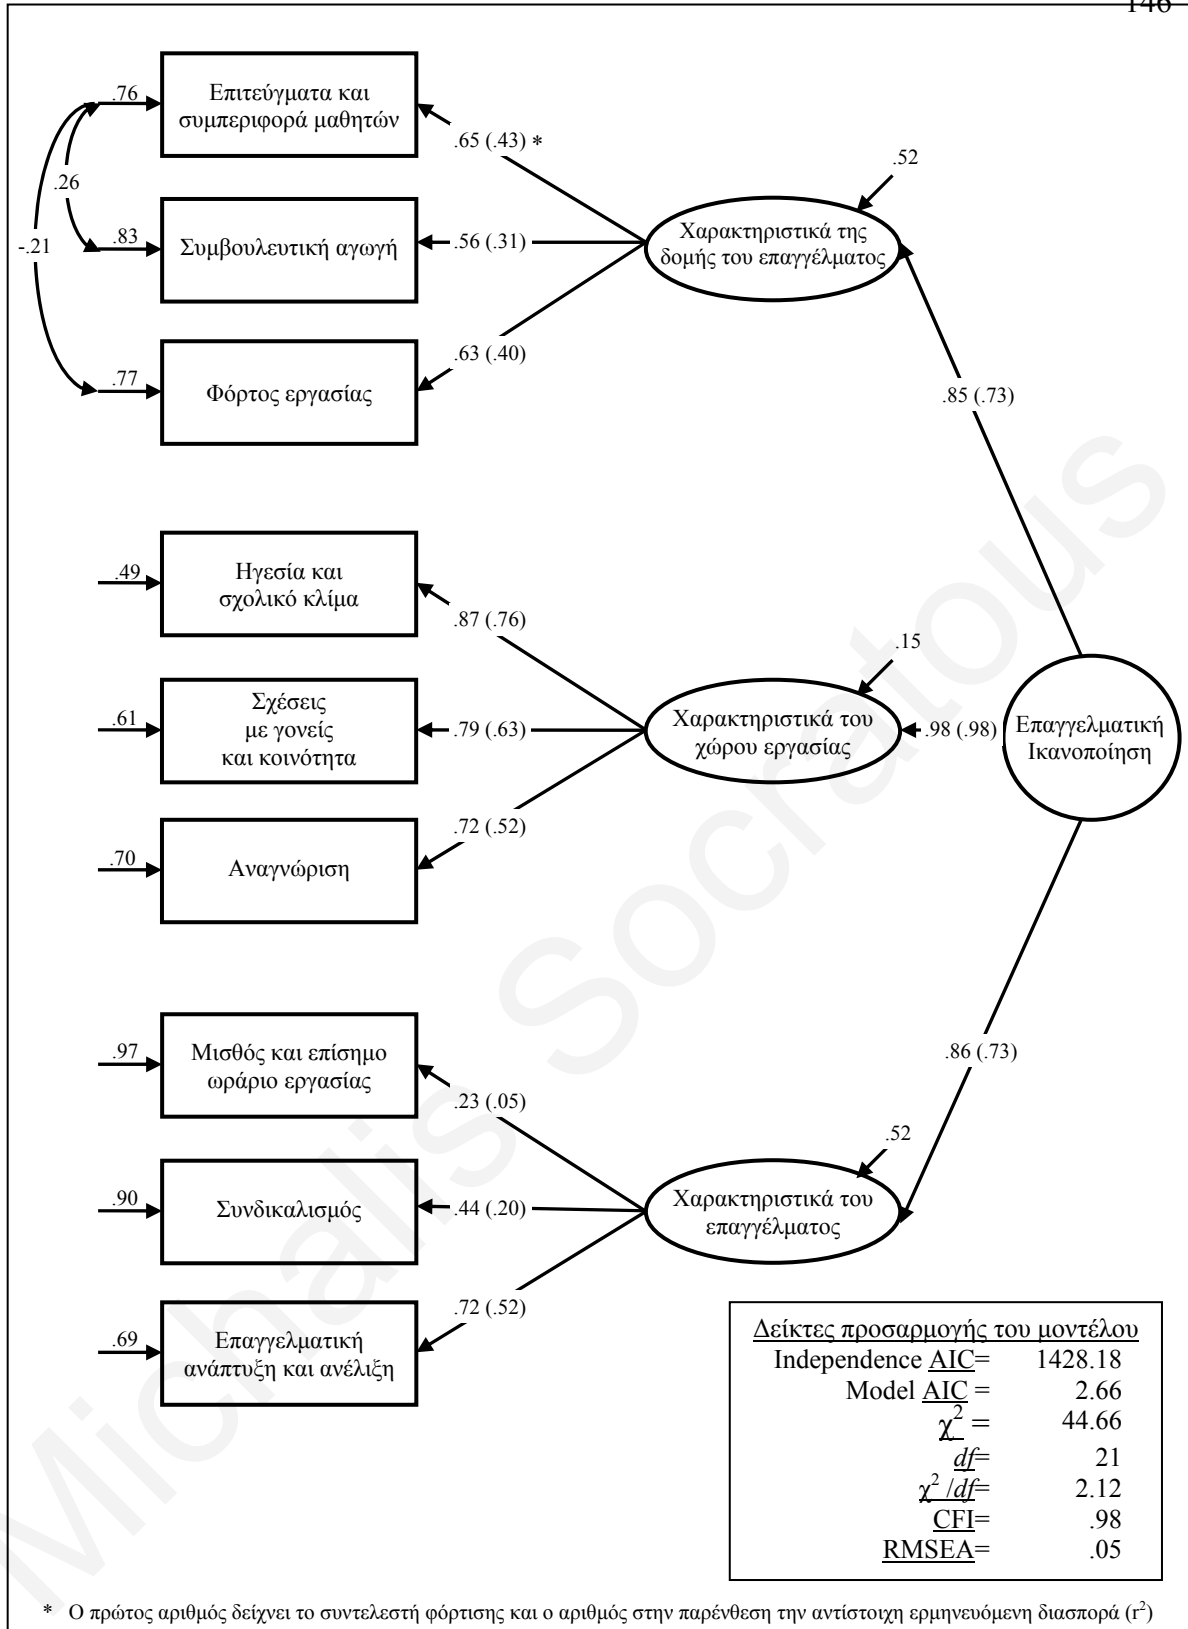 146
.76
Επιτεύγματα και
συμπεριφορά μαθητών
.65 (.43) *
.52
.26
-.21
.83
Συμβουλευτική αγωγή
.56 (.31)
Χαρακτηριστικά της
δομής του επαγγέλματος
.77
Φόρτος εργασίας
.63 (.40)
.85 (.73)
.49
Ηγεσία και
σχολικό κλίμα
.87 (.76)
.15
.61
Σχέσεις
με γονείς
και κοινότητα
.79 (.63)
Χαρακτηριστικά του
χώρου εργασίας
.98 (.98)
Επαγγελματική
Ικανοποίηση
.70
Αναγνώριση
.72 (.52)
.97
Μισθός και επίσημο
ωράριο εργασίας
.23 (.05)
.86 (.73)
.52
.90
Συνδικαλισμός
.44 (.20)
Χαρακτηριστικά του
επαγγέλματος
.69
Επαγγελματική
ανάπτυξη και ανέλιξη
.72 (.52)
Δείκτες προσαρμογής του μοντέλου
Independence AIC= 1428.18
Model AIC = 2.66
χ² = 44.66
df= 21
χ² /df= 2.12
CFI= .98
RMSEA= .05
* Ο πρώτος αριθμός δείχνει το συντελεστή φόρτισης και ο αριθμός στην παρένθεση την αντίστοιχη ερμηνευόμενη διασπορά (r²)
Michalis Socratous